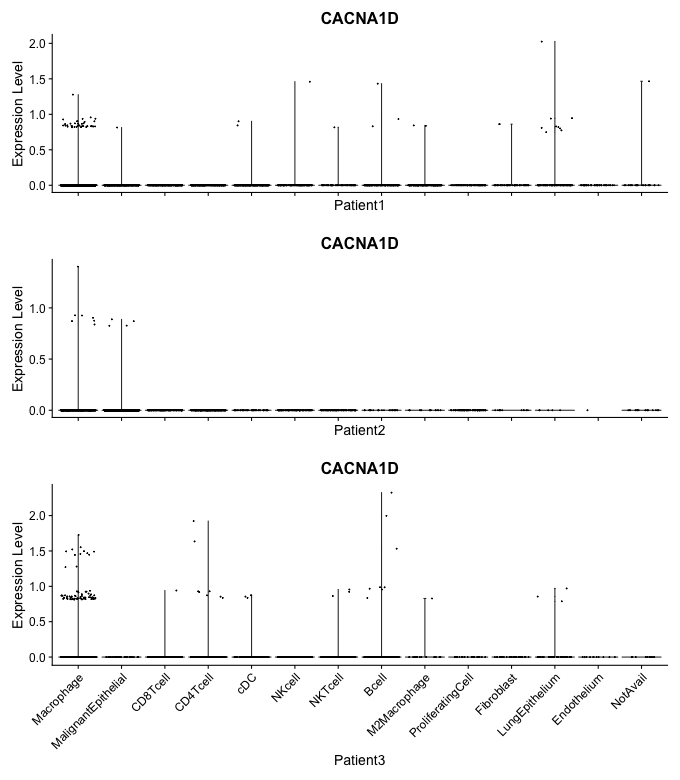 CACNA1D
Expression Level
2.0
1.5
1.0
0.5
0.0
Patient1
CACNA1D
Expression Level
1.0
0.5
0.0
Patient2
CACNA1D
Expression Level
2.0
1.5
1.0
0.5
0.0
Macrophage
MalignantEpithelial
CD8Tcell
CD4Tcell
cDC
NKcell
NKTcell
Bcell
M2Macrophage
ProliferatingCell
Fibroblast
LungEpithelium
Endothelium
NotAvail
Patient3